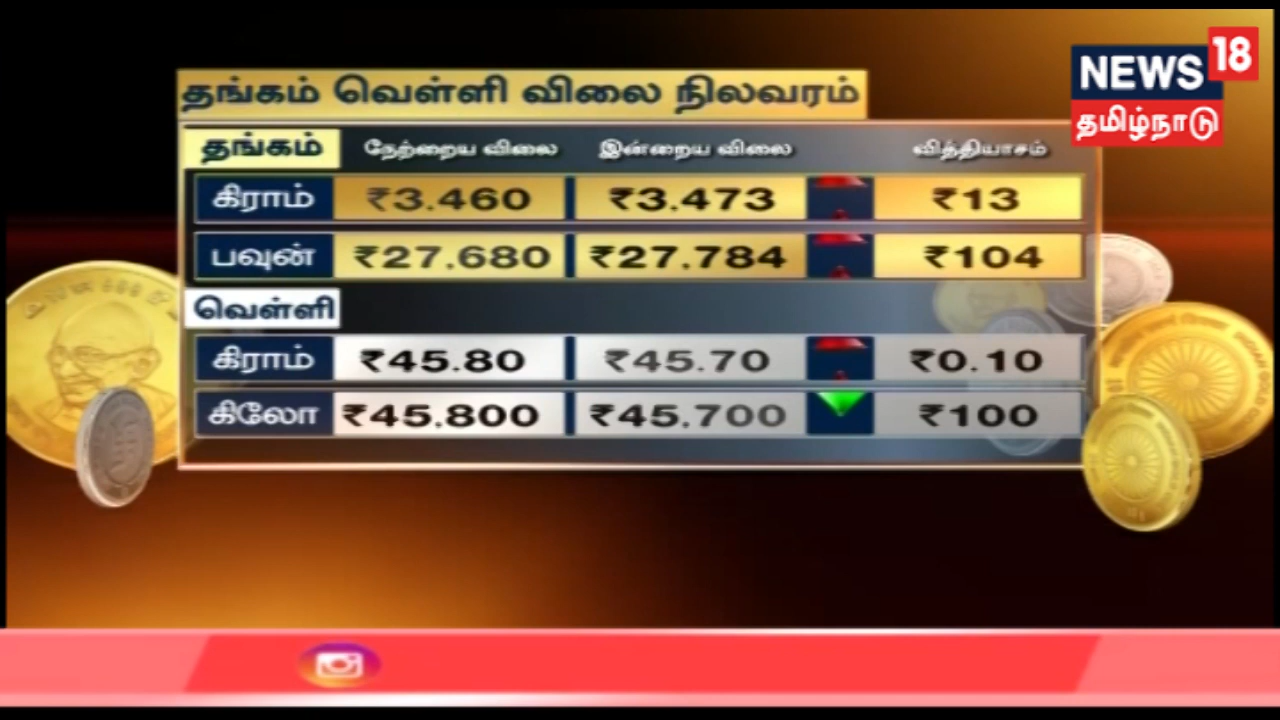 NEWS 18
தமிழ்நாடு
தங்கம் வெள்ளி விலை நிலவரம்
தங்கம் நேற்றைய விலை இன்றைய விலை வித்தியாசம்
கிராம் ₹3.460 ₹3.473 ₹13
பவுன் ₹27.680 ₹27.784 ₹104
வெள்ளி
கிராம் ₹45.80 ₹45.70 ₹0.10
கிலோ ₹45.800 ₹45.700 ₹100